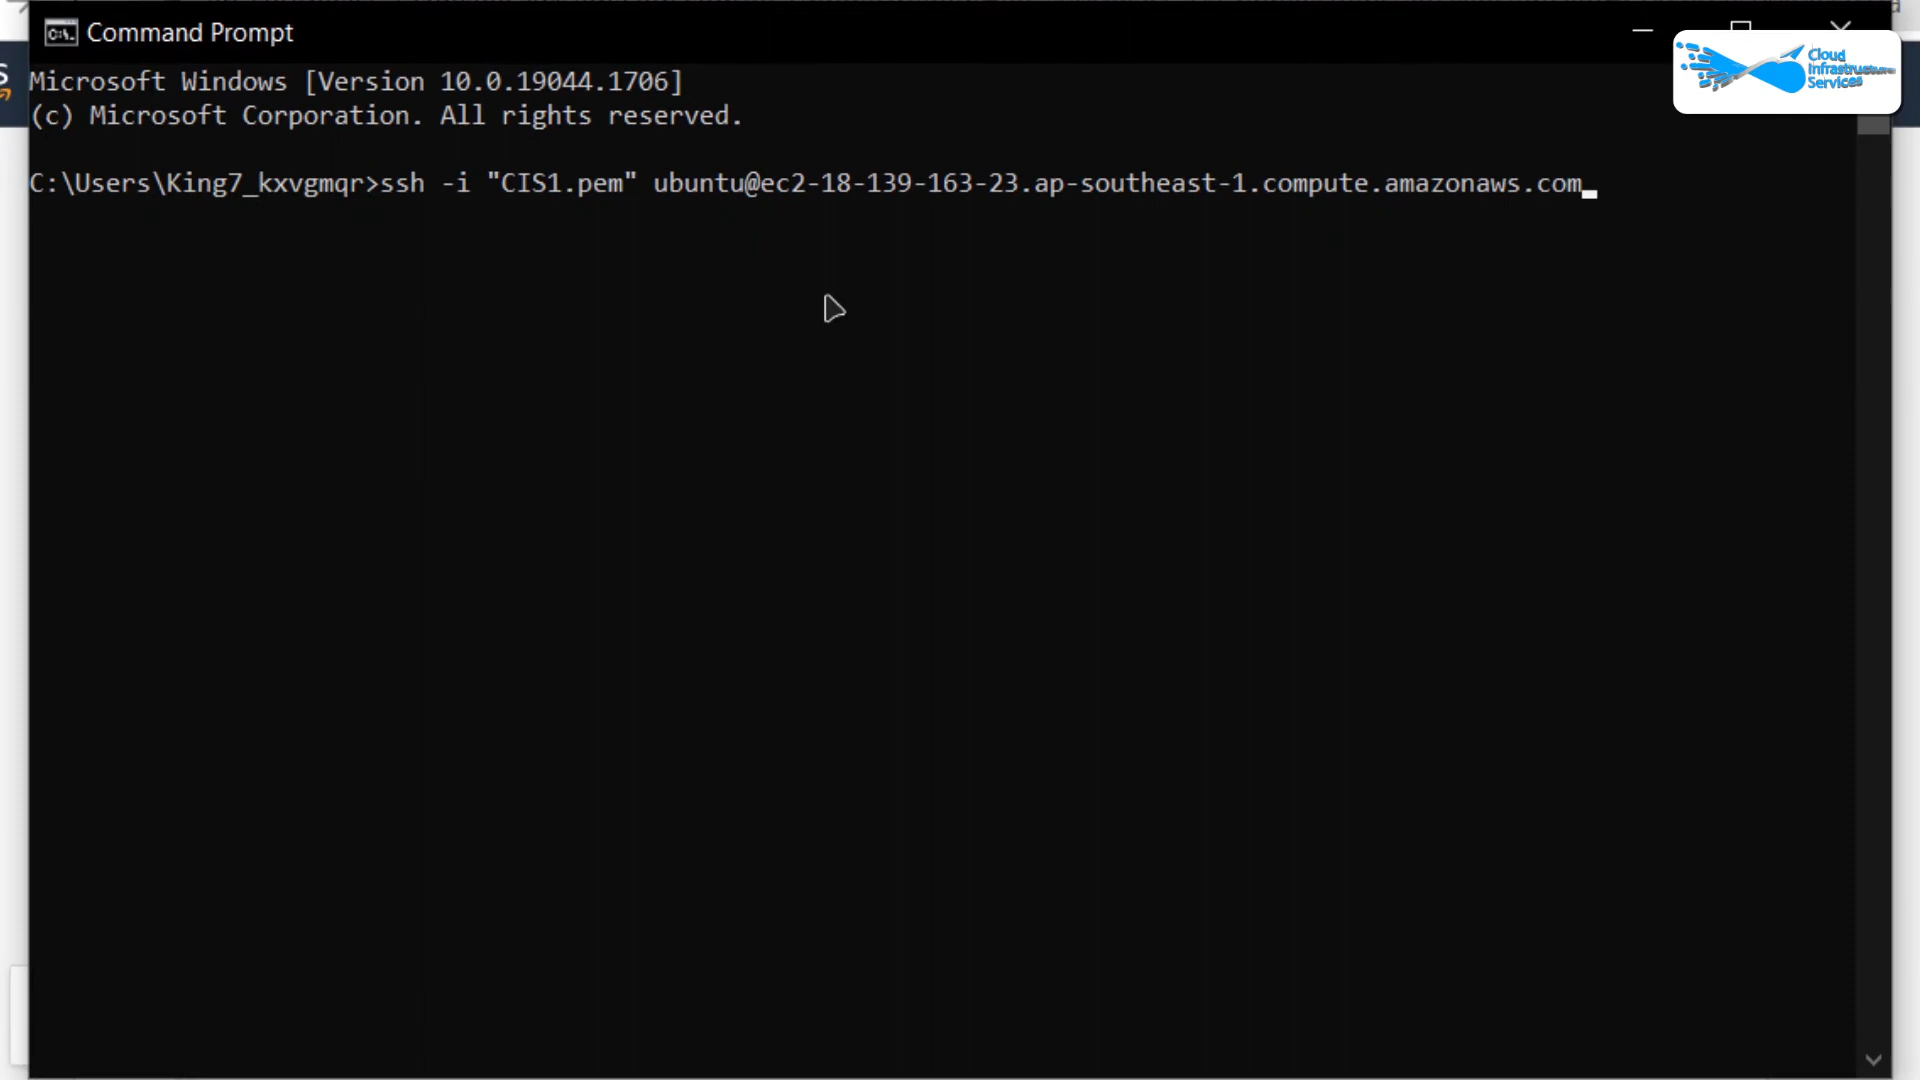 Command Prompt
Cloud
Infrastructure
Services
Microsoft Windows [Version 10.0.19044.1706]
(c) Microsoft Corporation. All rights reserved.
C:\Users\King7_kxvgmqr>ssh -i "CIS1.pem" ubuntu@ec2-18-139-163-23.ap-southeast-1.compute.amazonaws.com